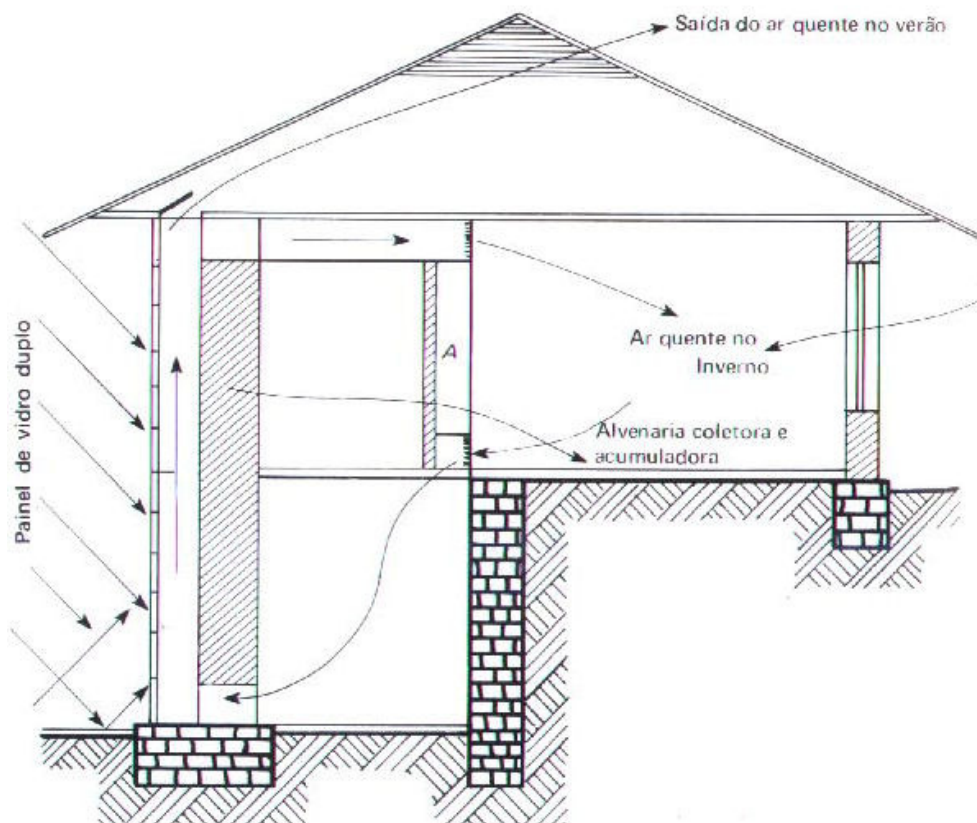 Saída do ar quente no verão
Painel de vidro duplo
A
Ar quente no
Inverno
Alvenaria coletora e
acumuladora